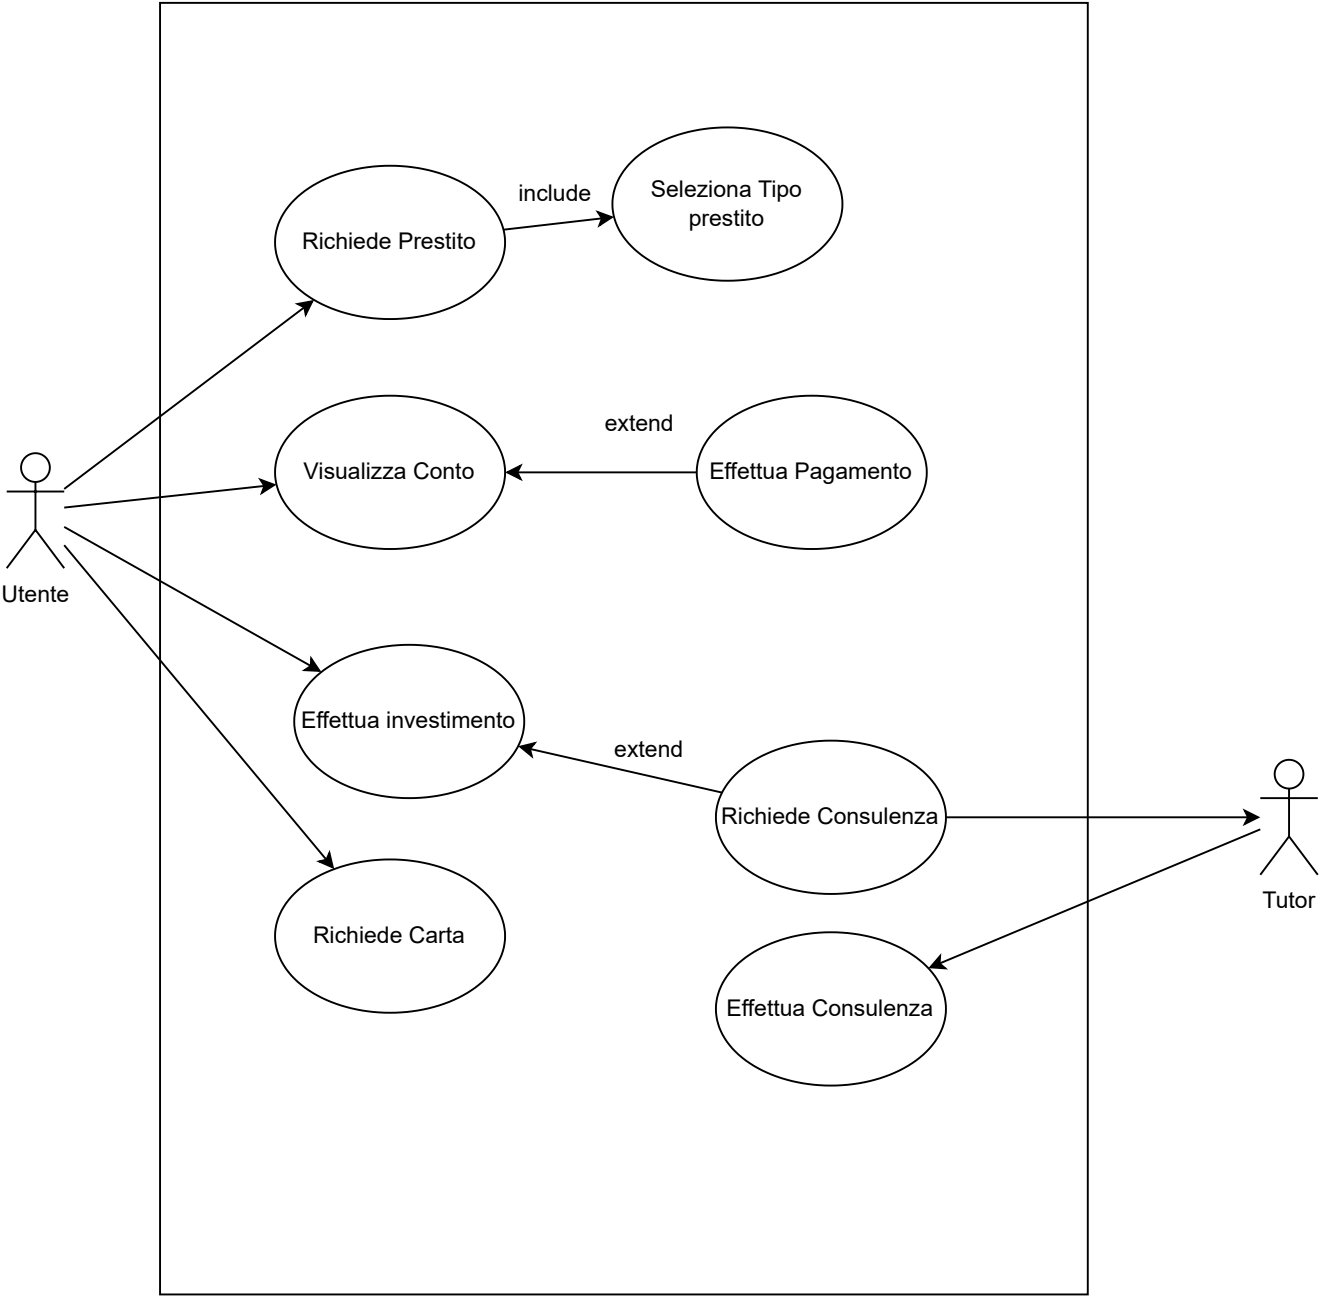 Seleziona Tipo
prestito
include
Richiede Prestito
extend
Visualizza Conto
Effettua Pagamento
Utente
Effettua investimento
extend
Richiede Consulenza
Tutor
Richiede Carta
Effettua Consulenza